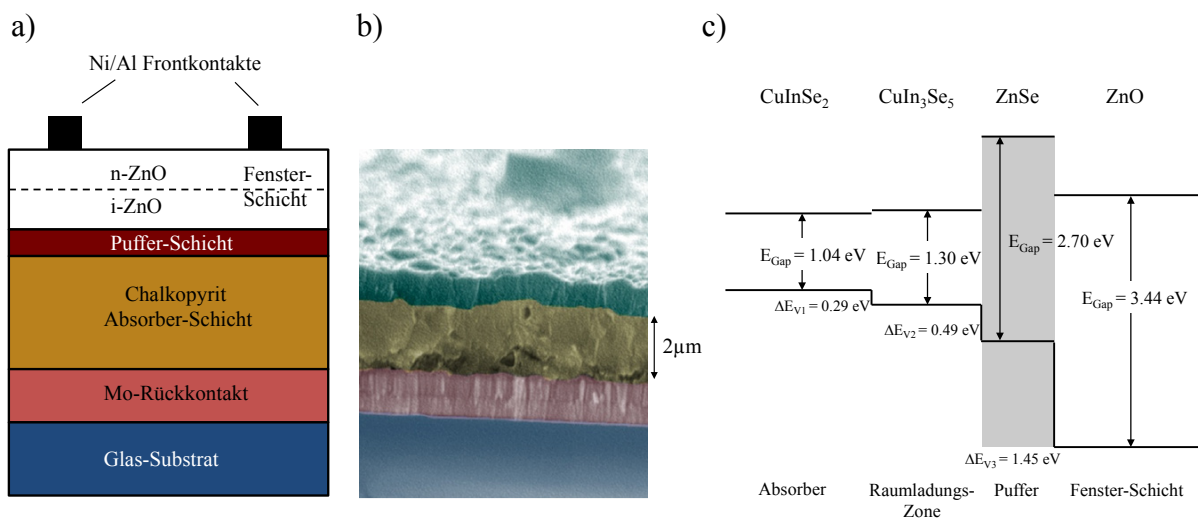 a)
Ni/Al Frontkontakte
n-ZnO
i-ZnO
Fenster-
Schicht
Puffer-Schicht
Chalkopyrit
Absorber-Schicht
Mo-Rückkontakt
Glas-Substrat
b)
2µm
c)
CuInSe2
CuIn3Se5
ZnSe
ZnO
EGap = 1.04 eV
EGap = 1.30 eV
EGap = 2.70 eV
EGap = 3.44 eV
ΔEV1 = 0.29 eV
ΔEV2 = 0.49 eV
ΔEV3 = 1.45 eV
Absorber
Raumladungs-
Zone
Puffer
Fenster-Schicht